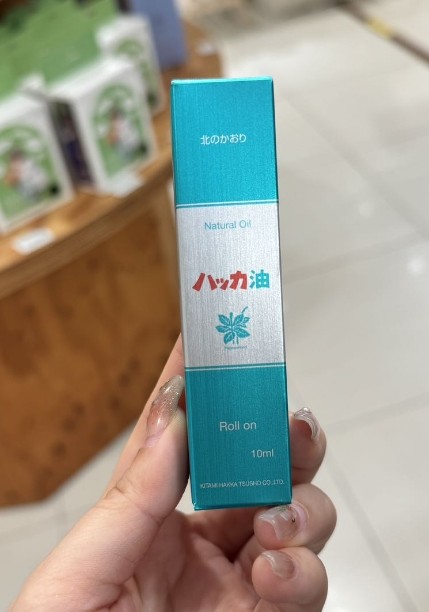 北のかおり
Natural Oil
ハッカ油
Peppermint
Roll on
10ml
KITAMI HAKKA TSUSHO CO.,LTD.